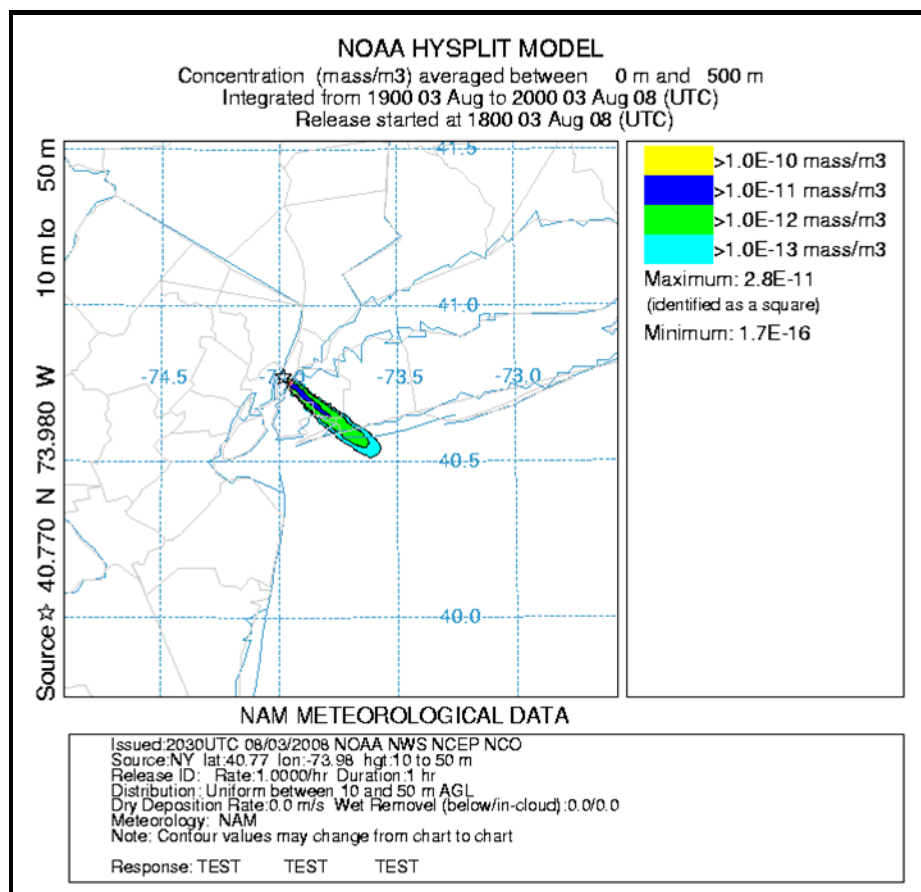 NOAA HYSPLIT MODEL
Concentration (mass/m3) averaged between 0 m and 500 m
Integrated from 1900 03 Aug to 2000 03 Aug 08 (UTC)
Release started at 1800 03 Aug 08 (UTC)
Source ☆ 40.770 N 73.980 W 10 m to 50 m
41.5
41.0
-74.5
-73.5
-73.0
40.5
40.0
>1.0E-10 mass/m3
>1.0E-11 mass/m3
>1.0E-12 mass/m3
>1.0E-13 mass/m3
Maximum: 2.8E-11
(identified as a square)
Minimum: 1.7E-16
NAM METEOROLOGICAL DATA
Issued:2030UTC 08/03/2008 NOAA NWS NCEP NCO
Source:NY lat:40.77 lon:-73.98 hgt:10 to 50 m
Release ID: Rate:1.0000/hr Duration:1 hr
Distribution: Uniform between 10 and 50 m AGL
Dry Deposition Rate:0.0 m/s Wet Removel (below/in-cloud):0.0/0.0
Meteorology: NAM
Note: Contour values may change from chart to chart
Response: TEST TEST TEST